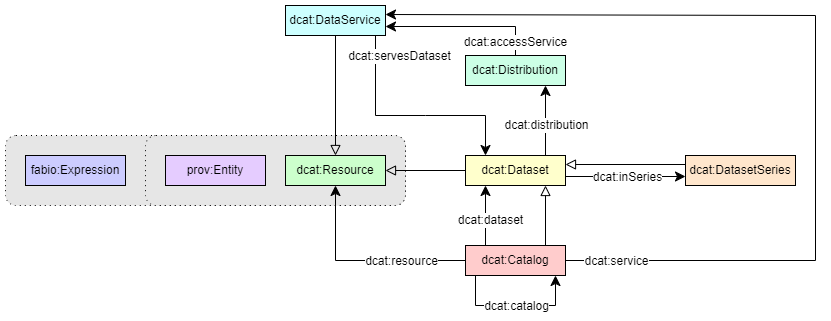 dcat:DataService
dcat:accessService
dcat:servesDataset
dcat:Distribution
dcat:distribution
fabio:Expression
prov:Entity
dcat:Resource
dcat:Dataset
dcat:DatasetSeries
dcat:inSeries
dcat:dataset
dcat:resource
dcat:Catalog
dcat:service
dcat:catalog